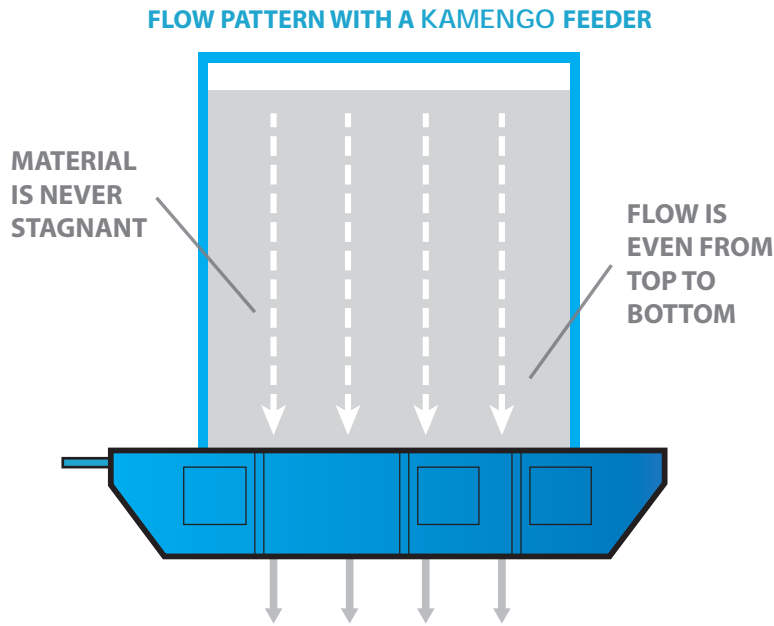 FLOW PATTERN WITH A KAMENGO FEEDER
MATERIAL
IS NEVER
STAGNANT
FLOW IS
EVEN FROM
TOP TO
BOTTOM